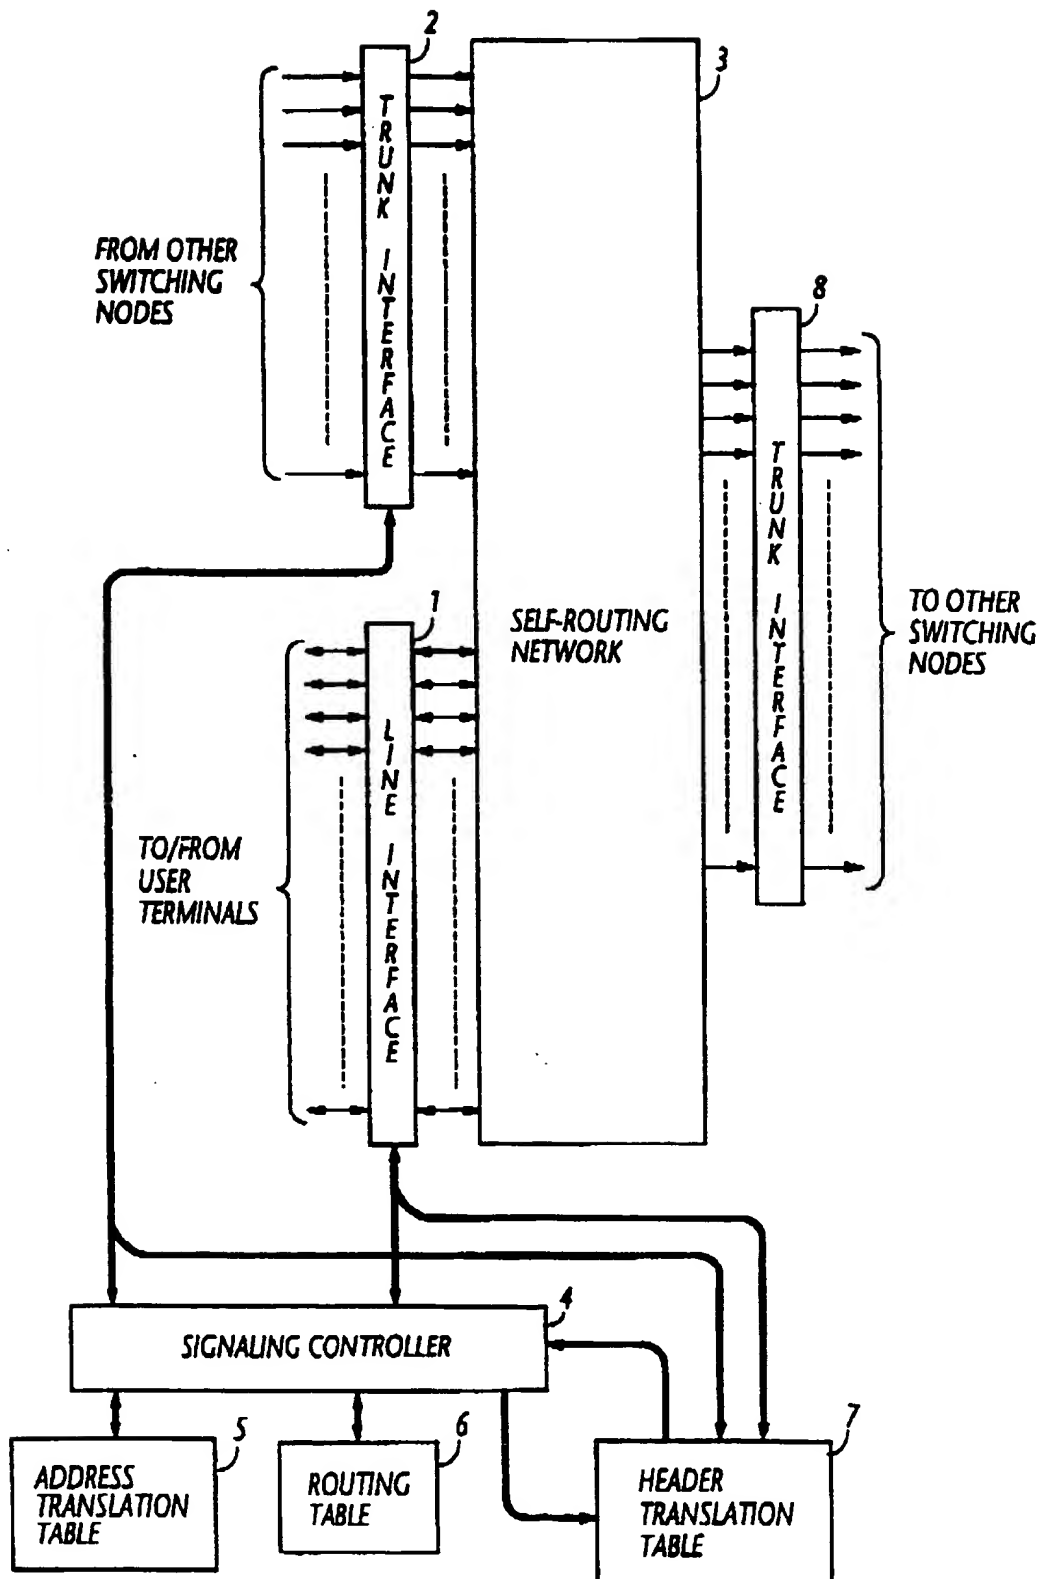 2
3
TRUNK INTERFACE
FROM OTHER
SWITCHING
NODES
8
TRUNK INTERFACE
TO OTHER
SWITCHING
NODES
1
SELF-ROUTING
NETWORK
LINE INTERFACE
TO/FROM
USER
TERMINALS
4
SIGNALING CONTROLLER
5
ADDRESS
TRANSLATION
TABLE
6
ROUTING
TABLE
7
HEADER
TRANSLATION
TABLE